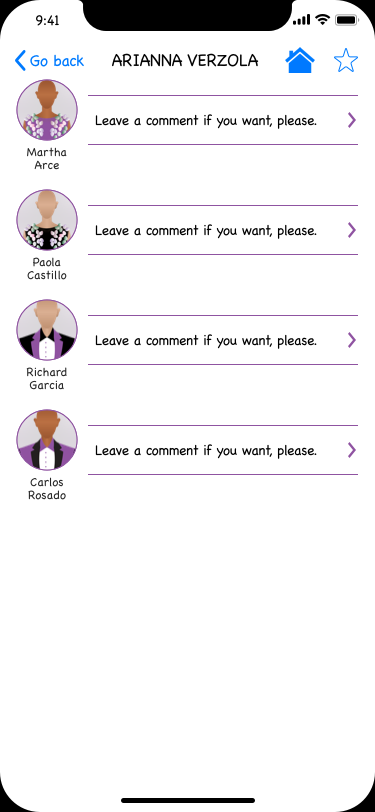 9:41
Go back
ARIANNA VERZOLA
Leave a comment if you want, please.
Martha
Arce
Leave a comment if you want, please.
Paola
Castillo
Leave a comment if you want, please.
Richard
Garcia
Leave a comment if you want, please.
Carlos
Rosado